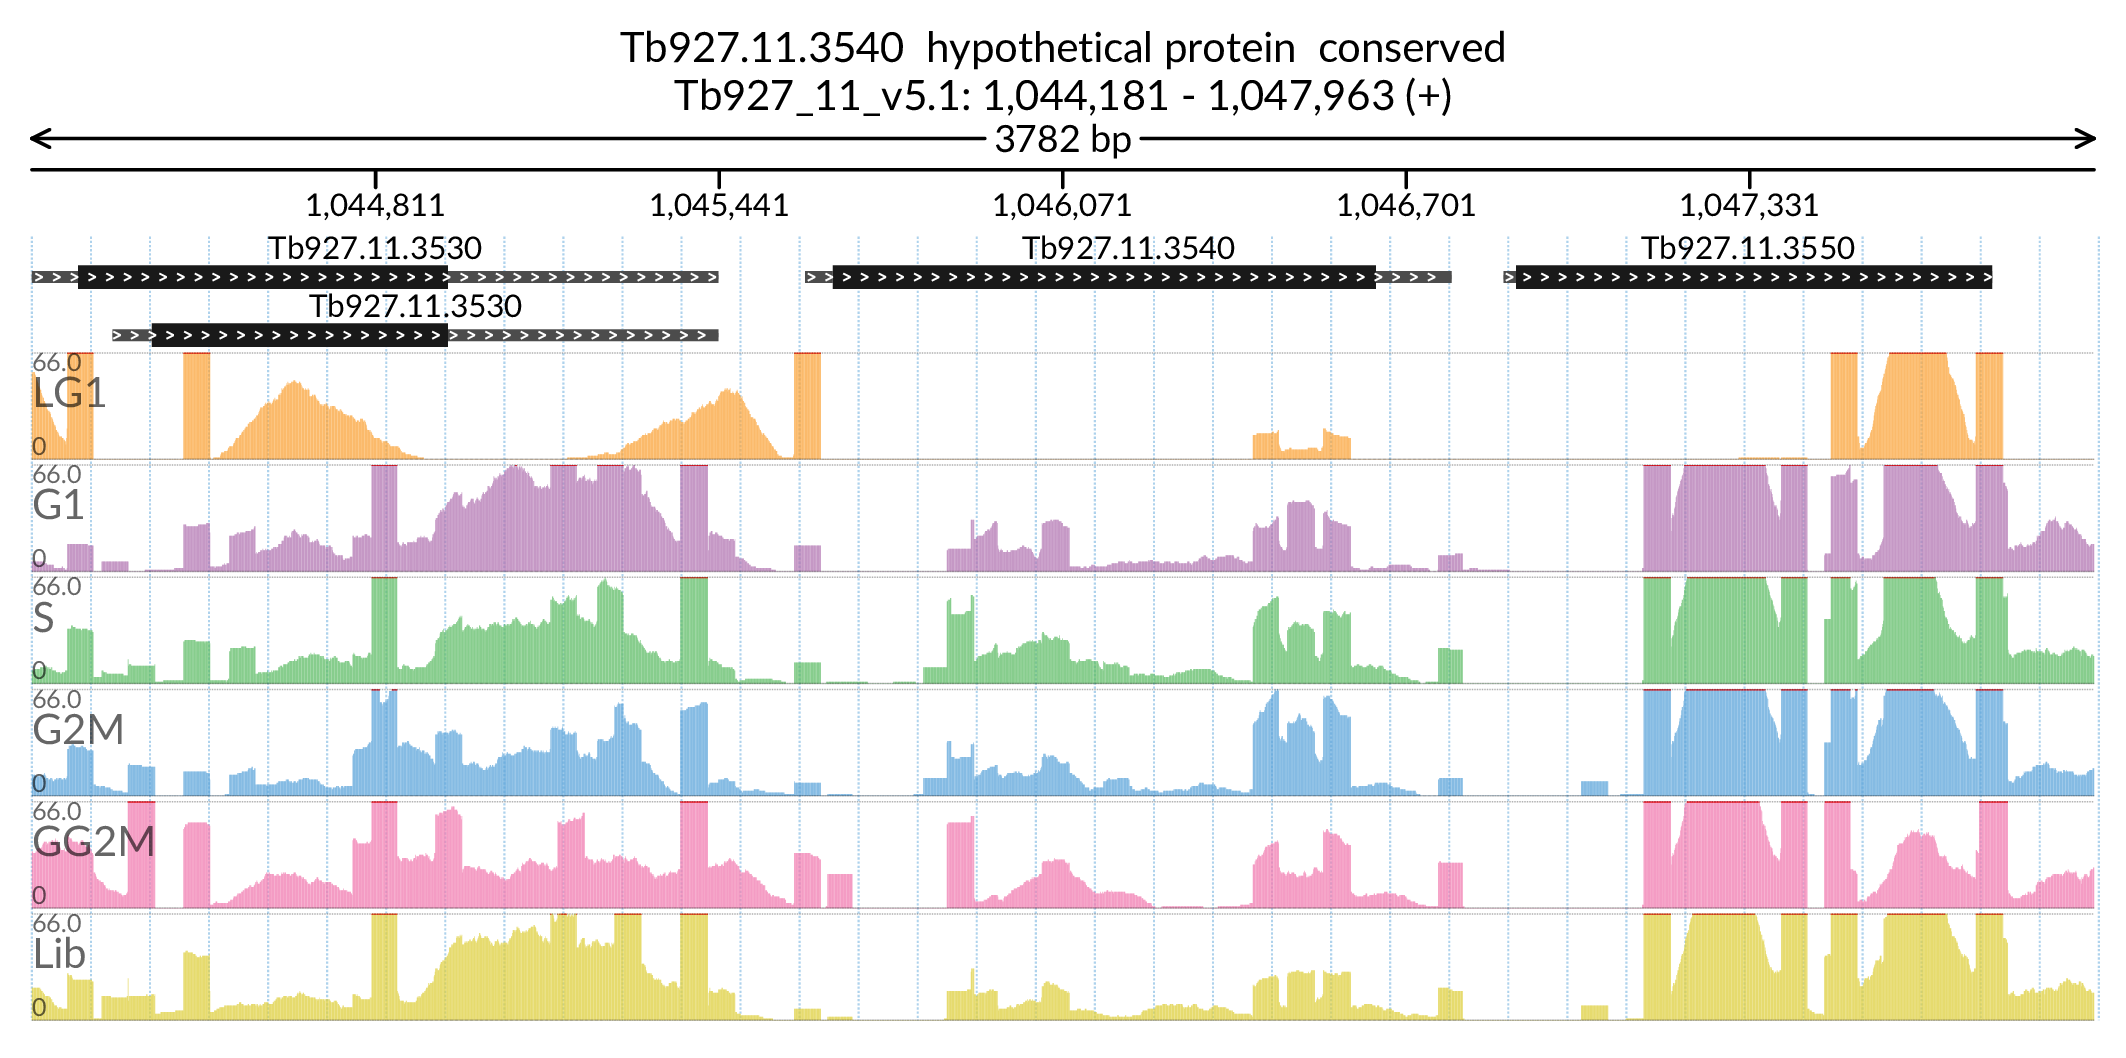 Tb927.11.3540  hypothetical protein  conserved
Tb927_11_v5.1: 1,044,181 - 1,047,963 (+)
3782 bp
1,044,811 1,045,441 1,046,071 1,046,701 1,047,331
Tb927.11.3530 Tb927.11.3540 Tb927.11.3550
Tb927.11.3530
66.0
LG1
0
66.0
G1
0
66.0
S
0
66.0
G2M
0
66.0
GG2M
0
66.0
Lib
0